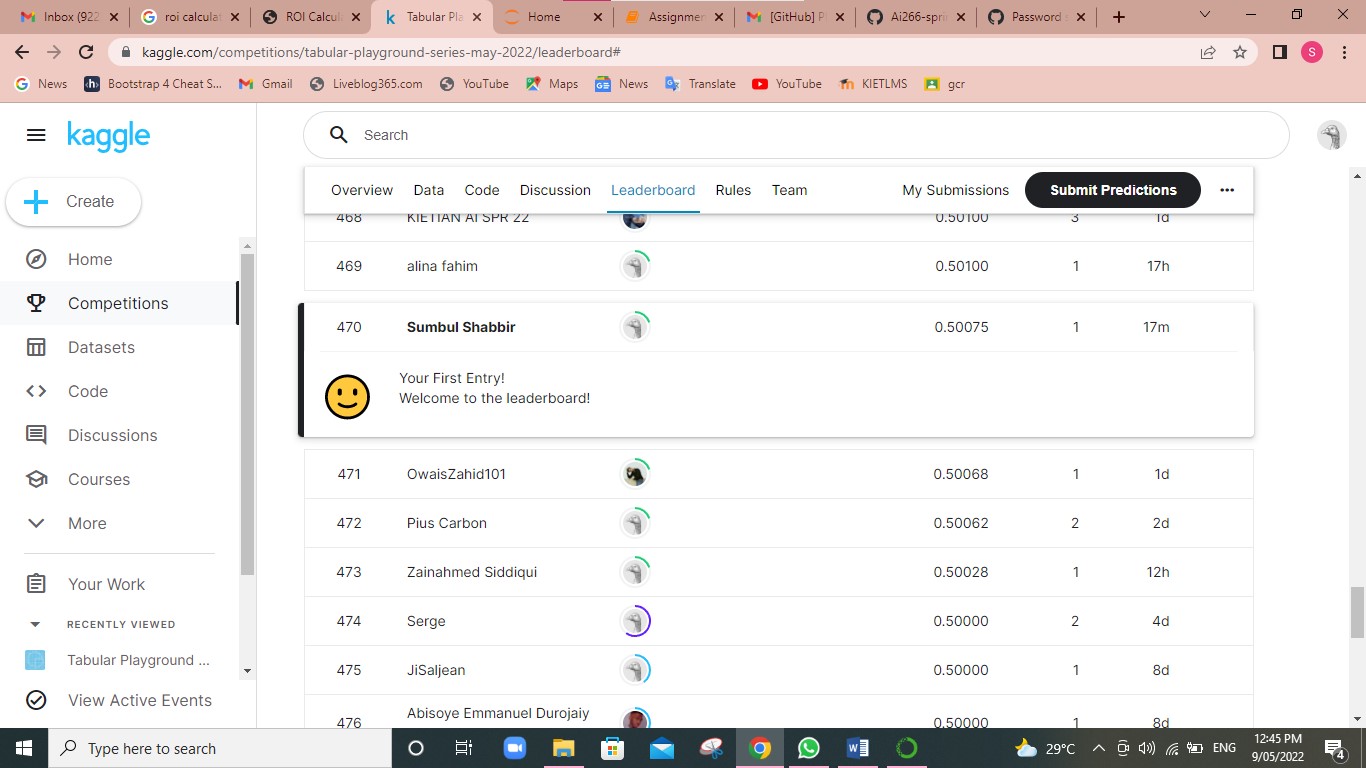 Inbox (922
roi calculat
ROI Calcu
Tabular Pla
Home
Assignmen
[GitHub] P
Ai266-spri
Password s
kaggle.com/competitions/tabular-playground-series-may-2022/leaderboard#
S
News
Bootstrap 4 Cheat S...
Gmail
Liveblog365.com
YouTube
Maps
News
Translate
YouTube
KIETLMS
gcr
kaggle
Search
Create
Home
Competitions
Datasets
Code
Discussions
Courses
More
Your Work
RECENTLY VIEWED
Tabular Playground ...
View Active Events
Overview Data Code Discussion Leaderboard Rules Team My Submissions Submit Predictions
468 KIETIAN AI SPR 22 0.50100 3 1d
469 alina fahim 0.50100 1 17h
470 Sumbul Shabbir 0.50075 1 17m
Your First Entry!
Welcome to the leaderboard!
471 OwaisZahid101 0.50068 1 1d
472 Pius Carbon 0.50062 2 2d
473 Zainahmed Siddiqui 0.50028 1 12h
474 Serge 0.50000 2 4d
475 JiSaljean 0.50000 1 8d
476 Abisoye Emmanuel Durojaiy 0.50000 1 8d
Type here to search
29°C
ENG
12:45 PM
9/05/2022
4